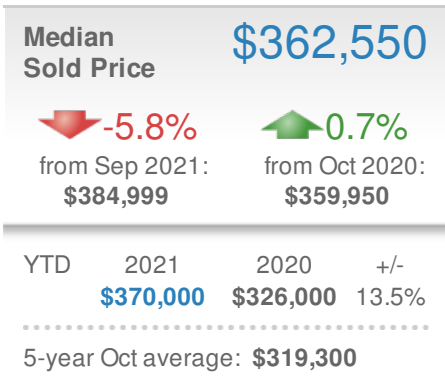 Median $362,550
Sold Price
-5.8% 0.7%
from Sep 2021: from Oct 2020:
$384,999 $359,950
YTD 2021 2020 +/-
$370,000 $326,000 13.5%
5-year Oct average: $319,300